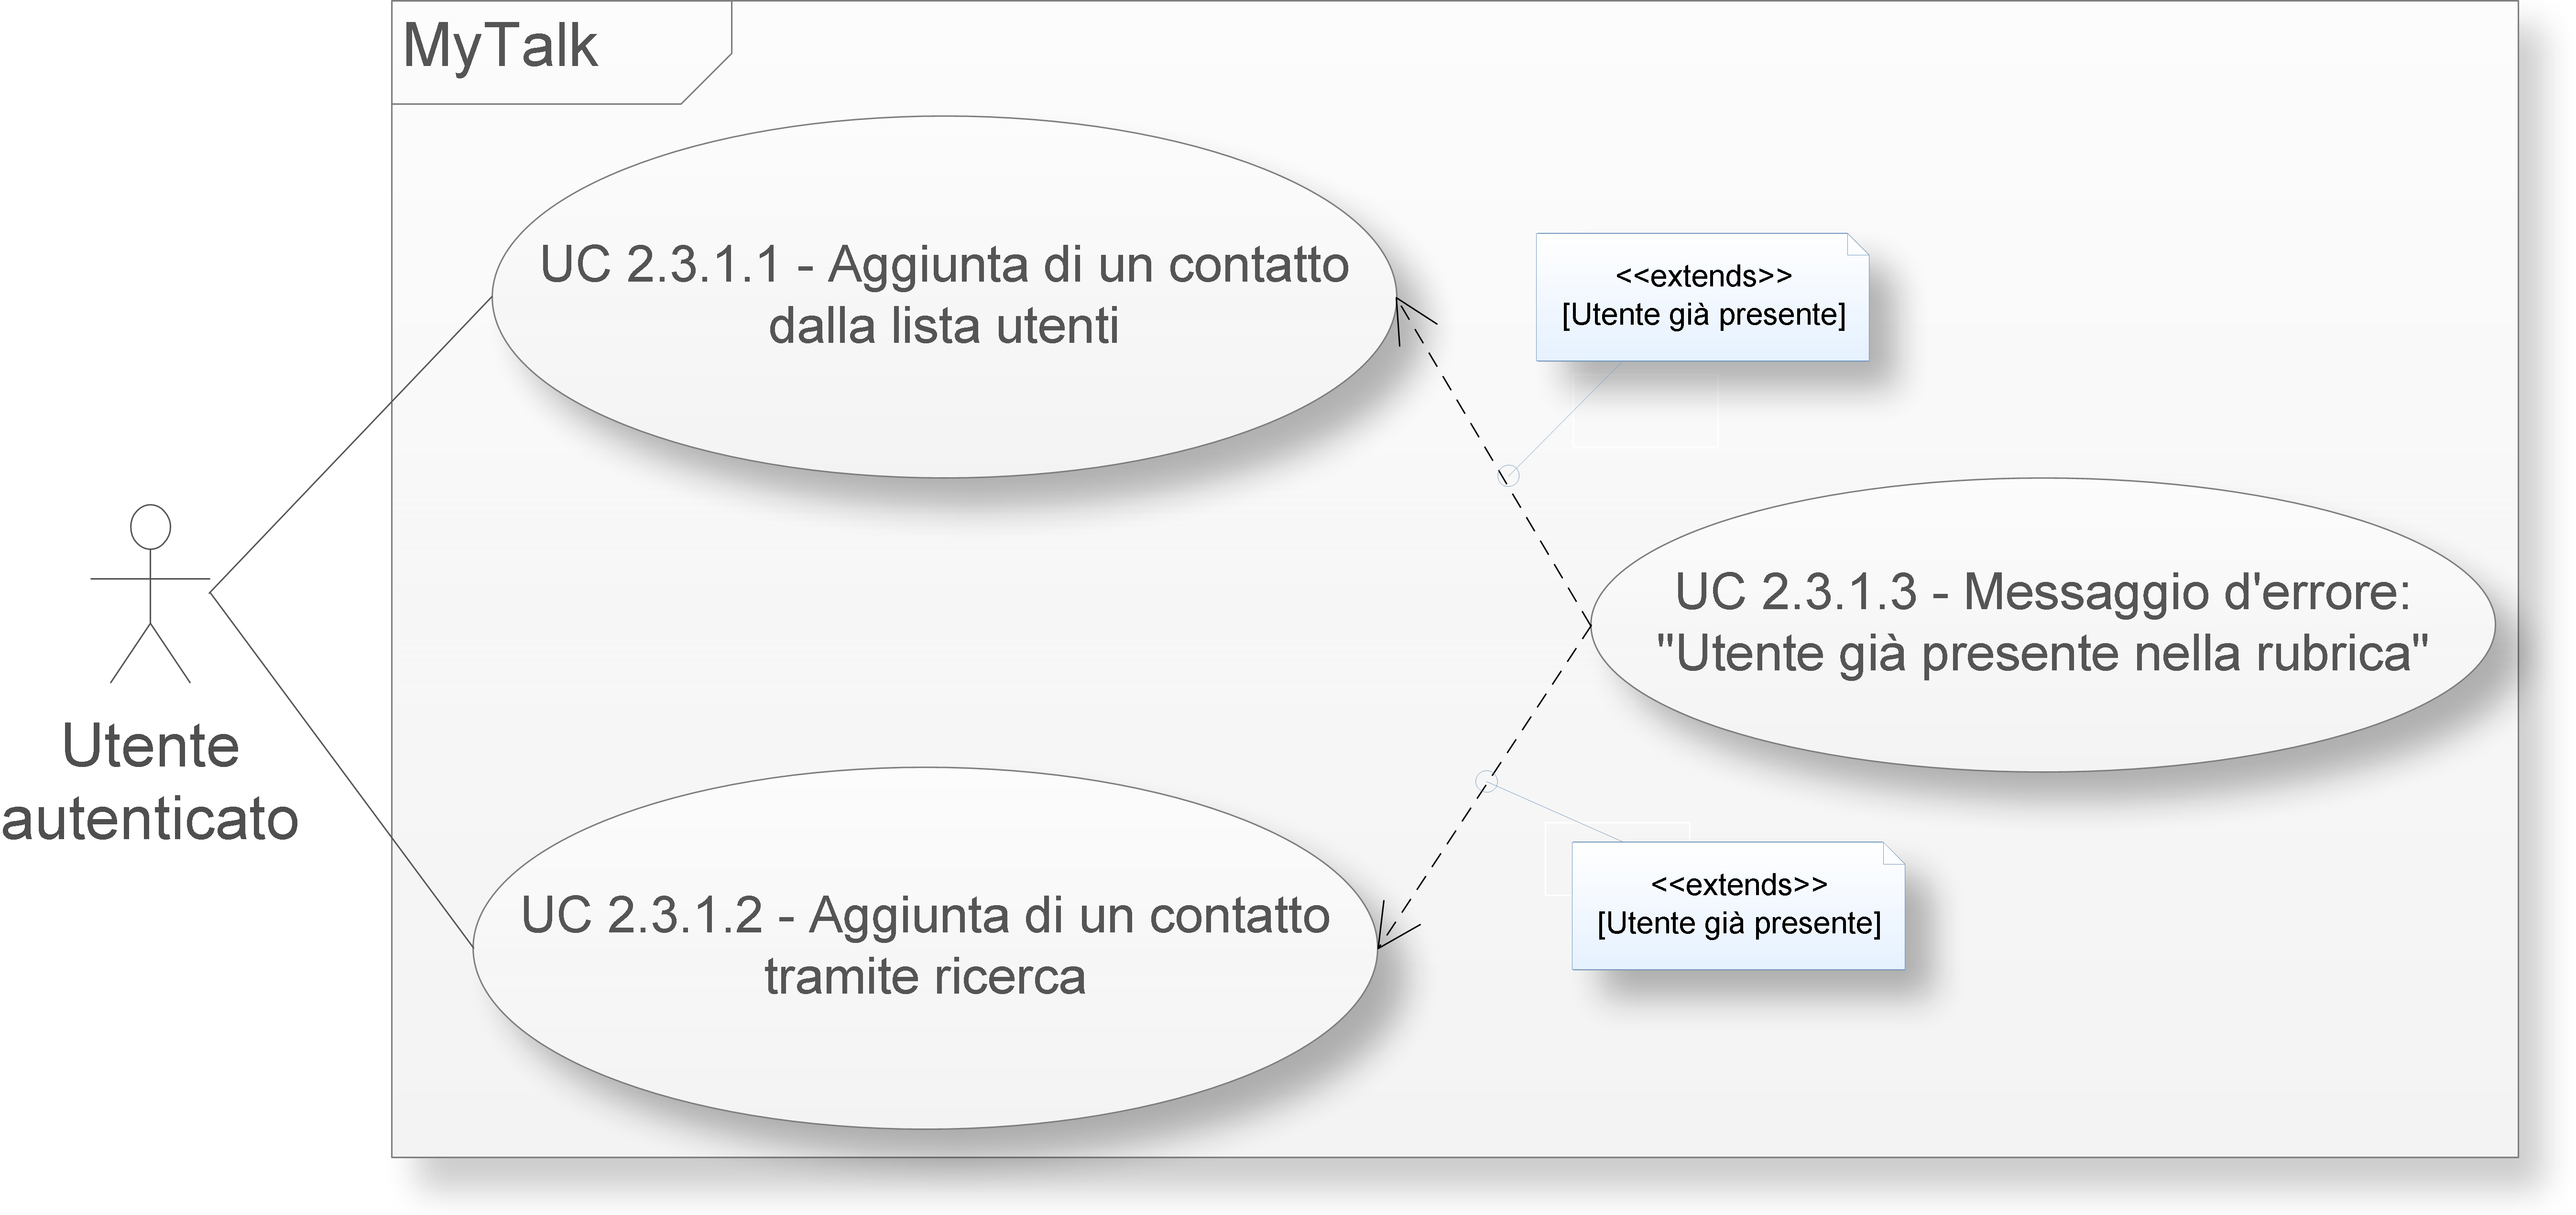 MyTalk
UC 2.3.1.1 - Aggiunta di un contatto
dalla lista utenti
<<extends>>
[Utente già presente]
Utente
autenticato
UC 2.3.1.3 - Messaggio d'errore:
"Utente già presente nella rubrica"
UC 2.3.1.2 - Aggiunta di un contatto
tramite ricerca
<<extends>>
[Utente già presente]